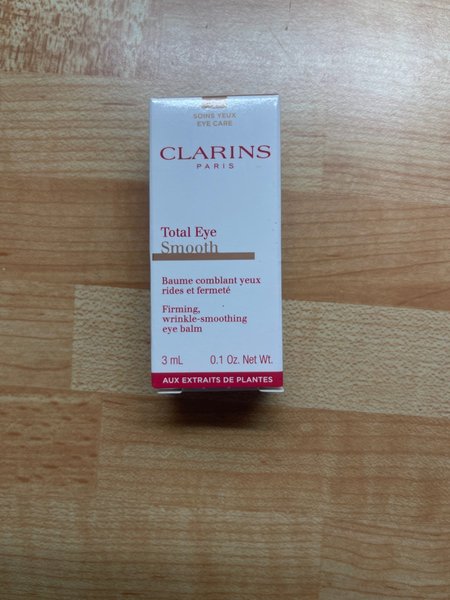 SOINS YEUX
EYE CARE
CLARINS
PARIS
Total Eye
Smooth
Baume comblant yeux
rides et fermeté
Firming,
wrinkle-smoothing
eye balm
3 mL 0.1 Oz. Net Wt.
AUX EXTRAITS DE PLANTES